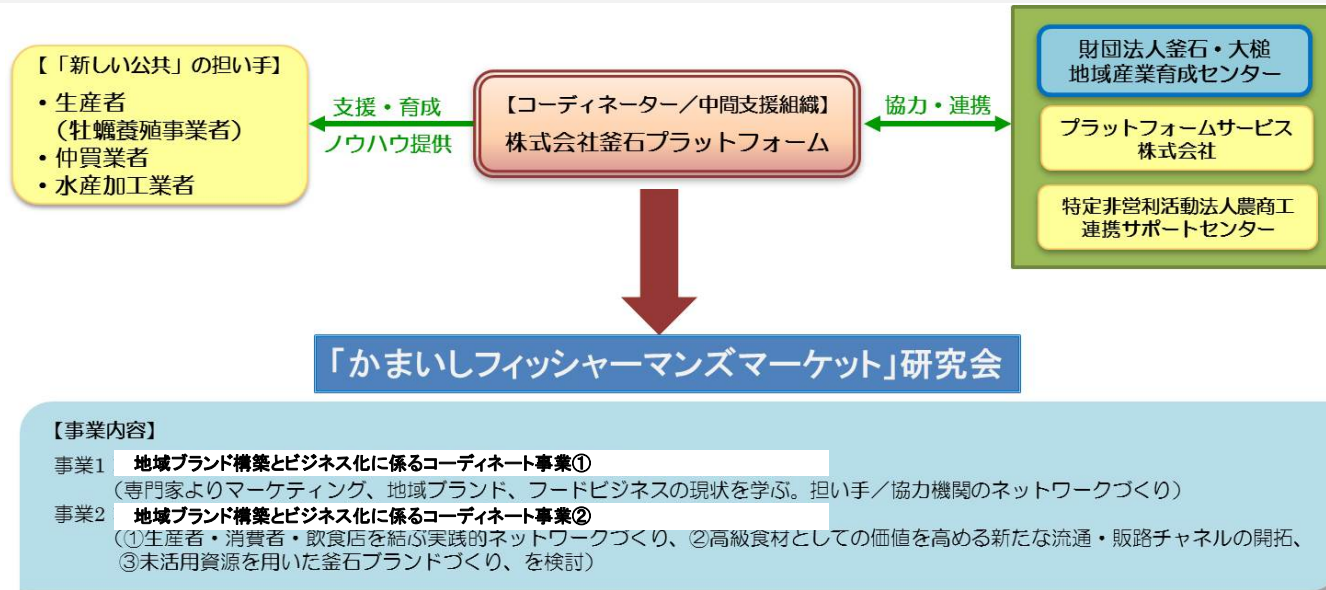 【「新しい公共」の担い手】
・生産者
（牡蠣養殖事業者）
・仲買業者
・水産加工業者
支援・育成
ノウハウ提供
【コーディネーター／中間支援組織】
株式会社釜石プラットフォーム
協力・連携
財団法人釜石・大槌
地域産業育成センター
プラットフォームサービス
株式会社
特定非営利活動法人農商工
連携サポートセンター
「かまいしフィッシャーマンズマーケット」研究会
【事業内容】
事業1 地域ブランド構築とビジネス化に係るコーディネート事業①
（専門家よりマーケティング、地域ブランド、フードビジネスの現状を学ぶ。担い手／協力機関のネットワークづくり）
事業2 地域ブランド構築とビジネス化に係るコーディネート事業②
（①生産者・消費者・飲食店を結ぶ実践的ネットワークづくり、②高級食材としての価値を高める新たな流通・販路チャネルの開拓、
③未活用資源を用いた釜石ブランドづくり、を検討）